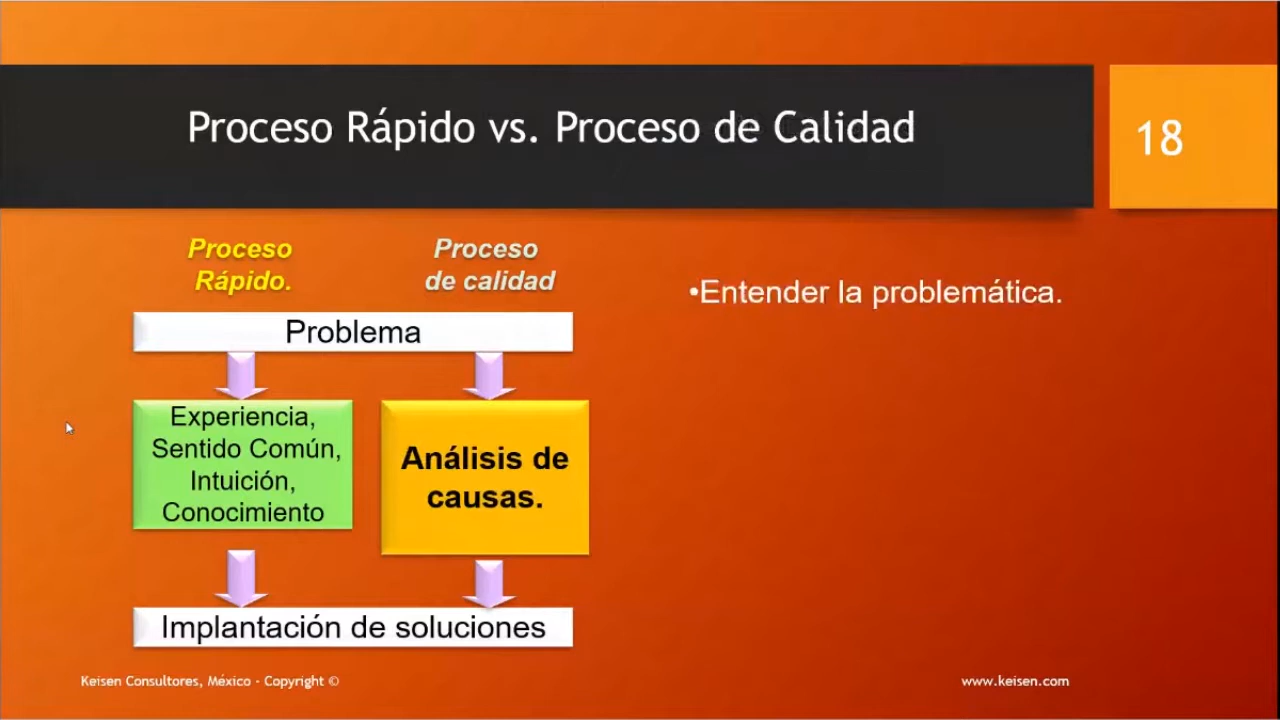 Proceso Rápido vs. Proceso de Calidad
18
Proceso
Rápido.
Proceso
de calidad
•Entender la problemática.
Problema
Experiencia,
Sentido Común,
Intuición,
Conocimiento
Análisis de
causas.
Implantación de soluciones
Keisen Consultores, México - Copyright ©
www.keisen.com